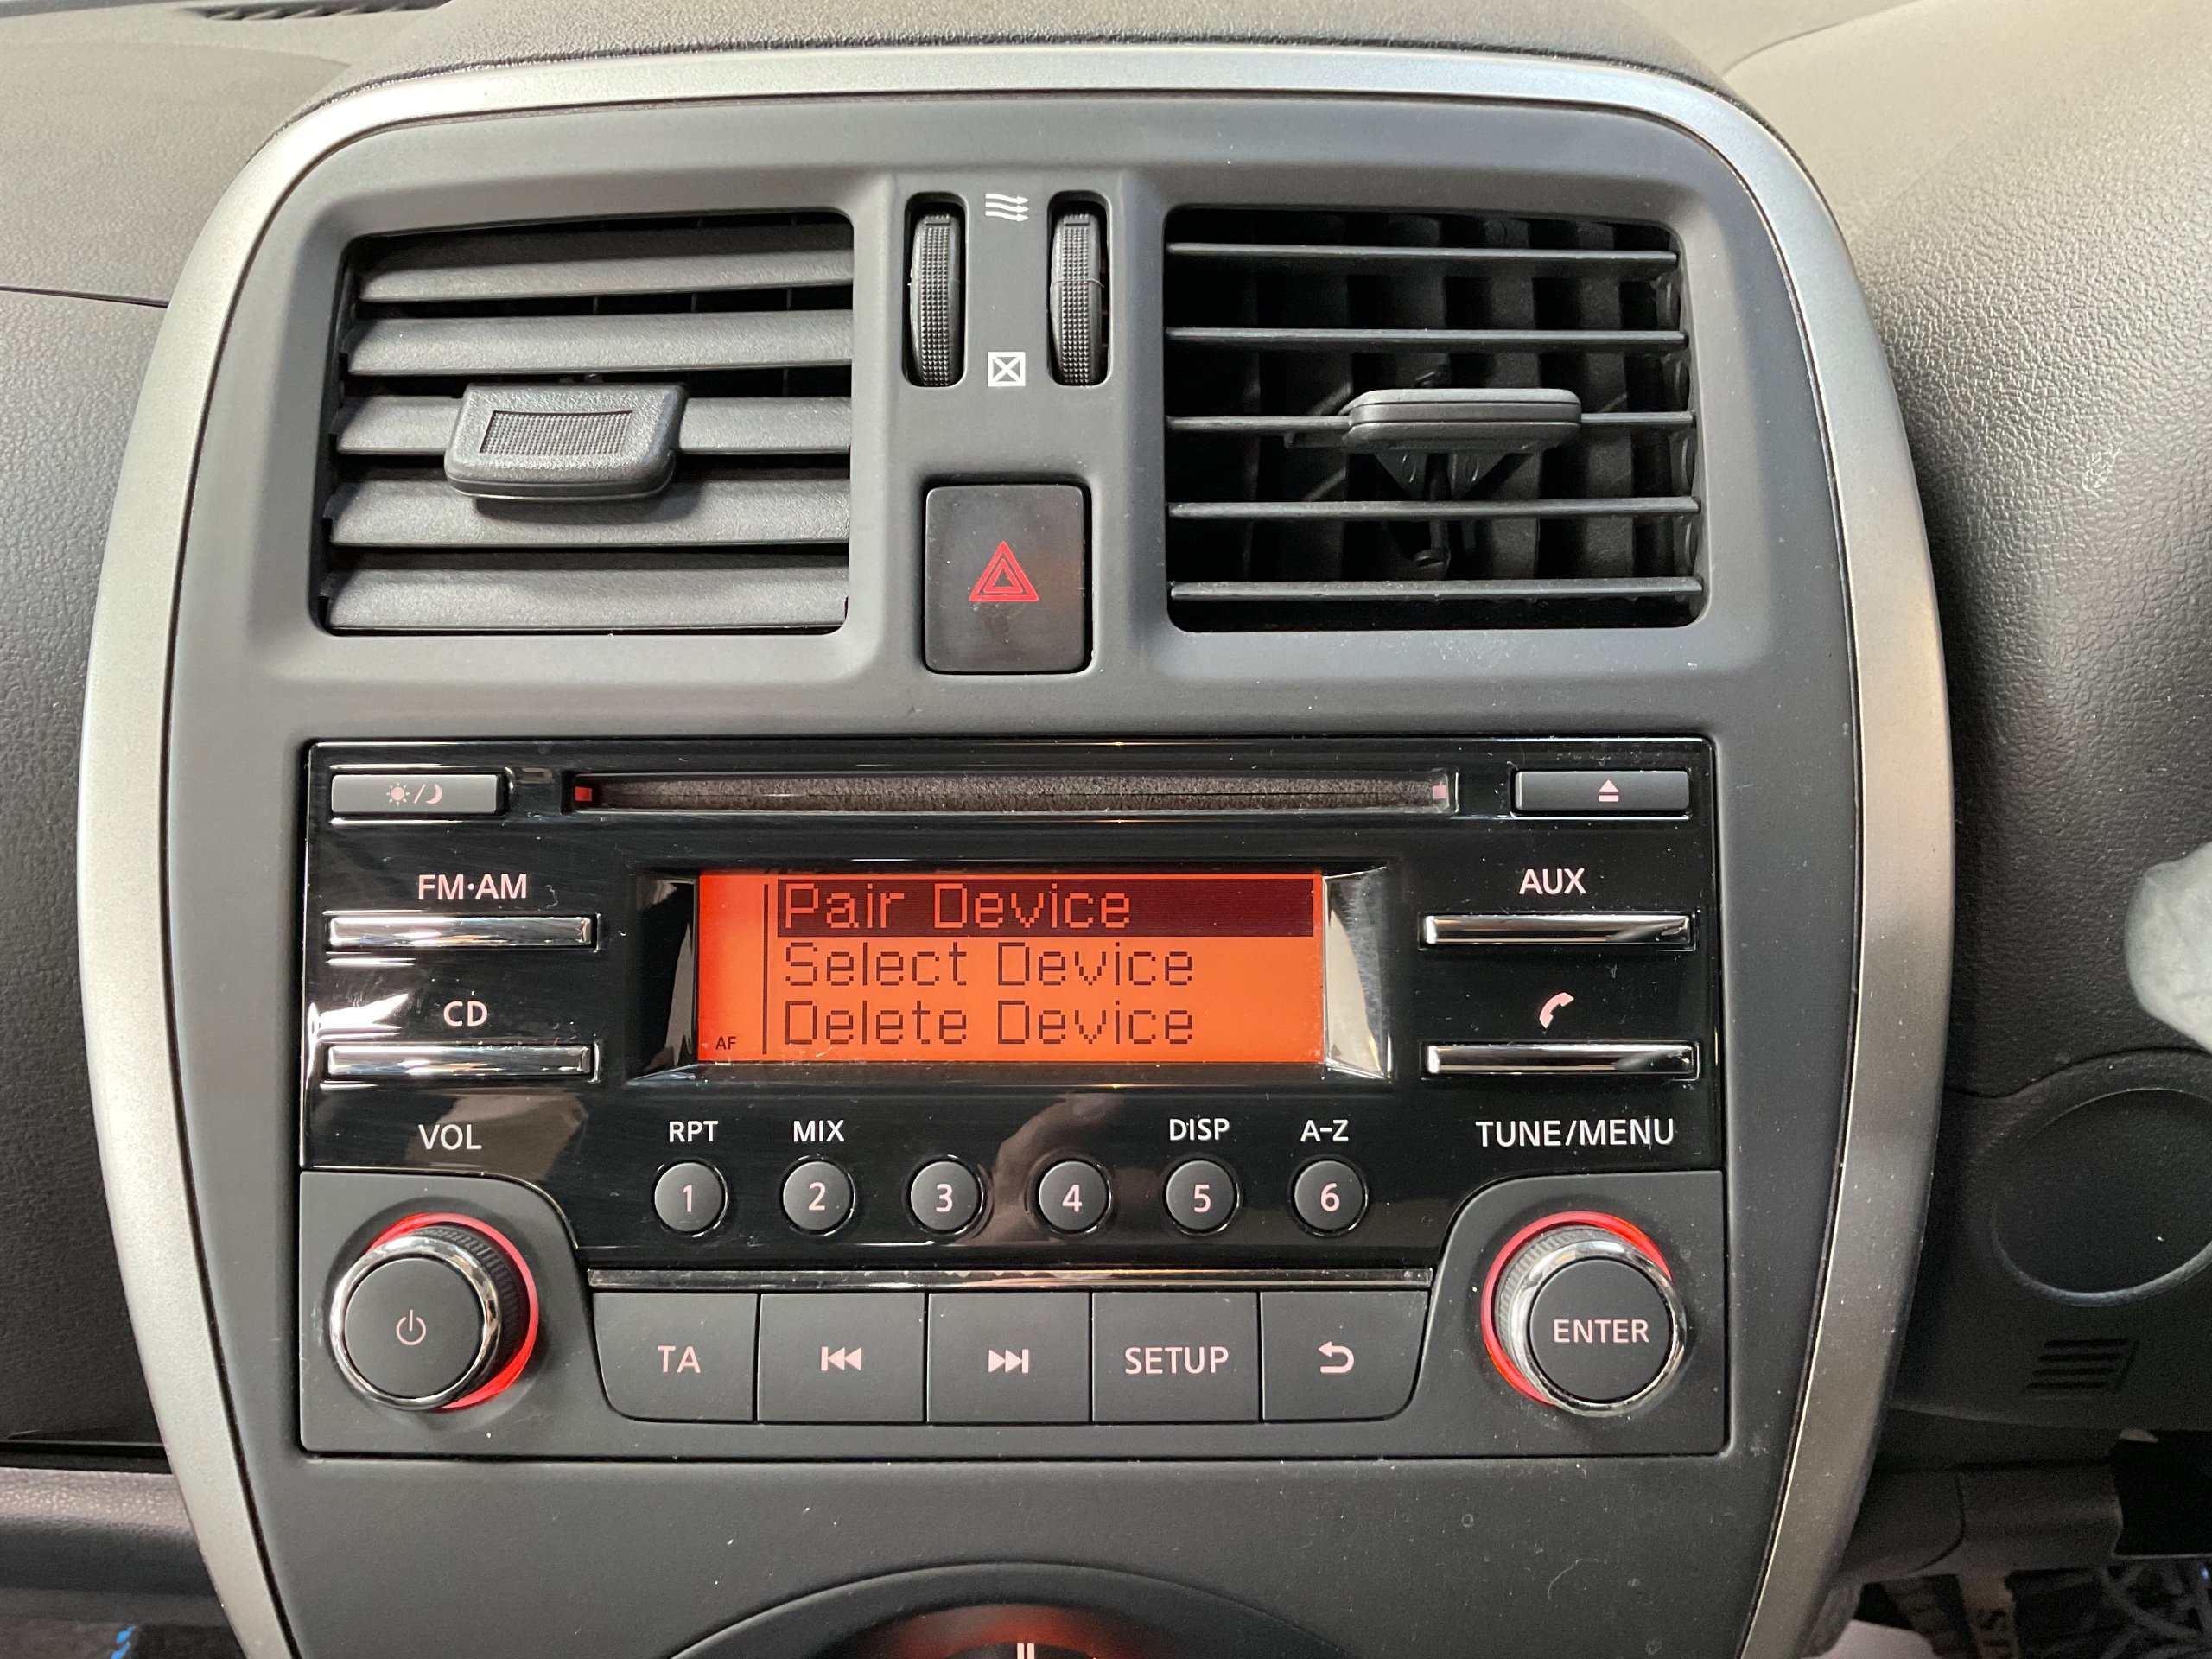 FM·AM
AUX
Pair Device
Select Device
Delete Device
CD
AF
VOL
RPT
MIX
DISP
A-Z
TUNE/MENU
1
2
3
4
5
6
TA
SETUP
ENTER